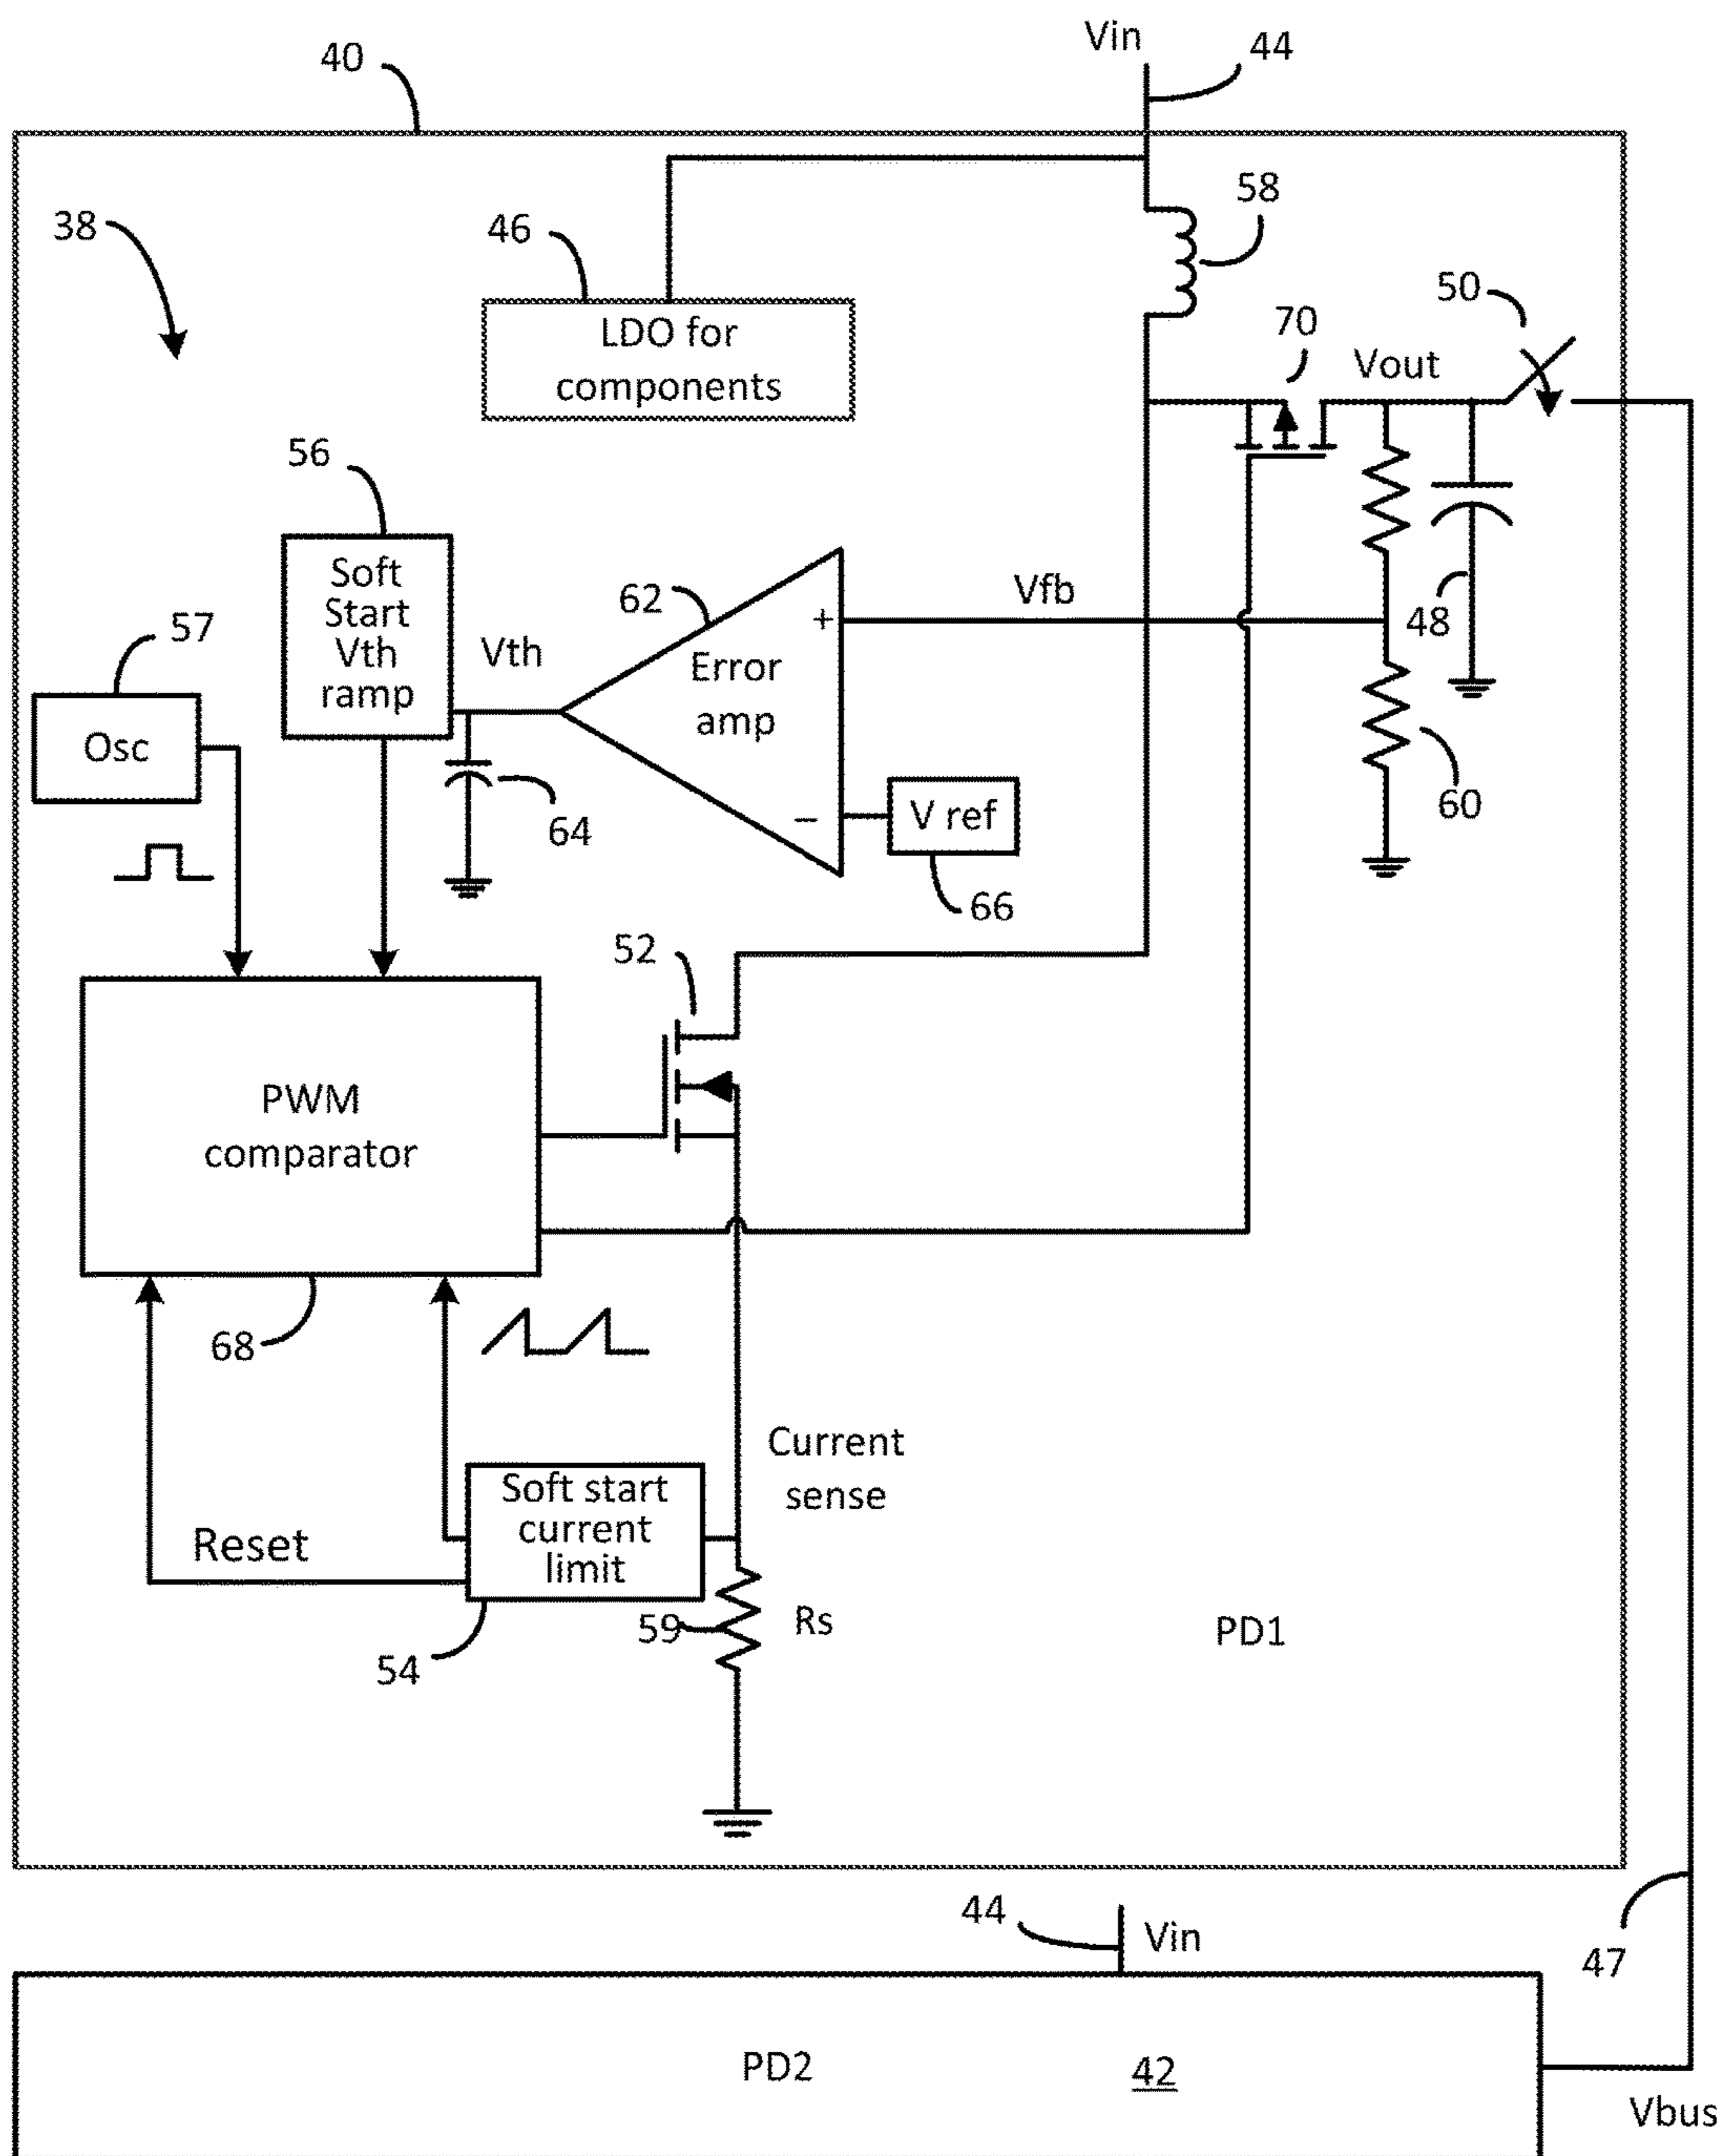 Vin
44
40
58
38
46
50
LDO for
components
70
Vout
56
Soft
Start
Vth
ramp
62
Vfb
48
57
Vth
+
Error
amp
Osc
64
–
V ref
60
66
52
PWM
comparator
68
Current
sense
Soft start
current
limit
Reset
59
Rs
PD1
54
44
Vin
47
PD2
42
Vbus